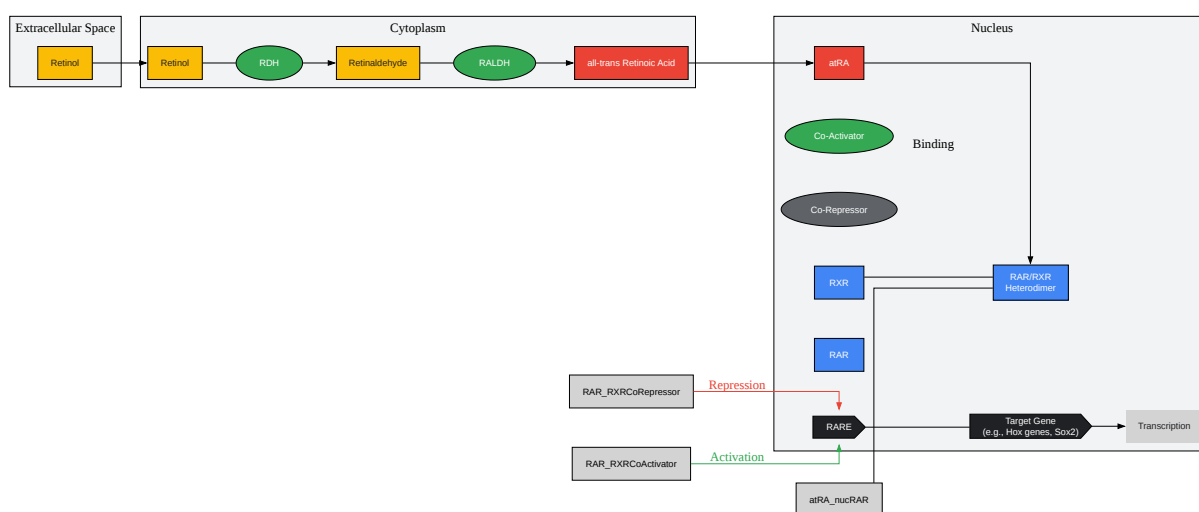 Extracellular Space
Cytoplasm
Nucleus
Retinol
Retinol
RDH
Retinaldehyde
RALDH
all-trans Retinoic Acid
atRA
Co-Activator
Binding
Co-Repressor
RXR
RAR/RXR
Heterodimer
RAR
RAR_RXRCoRepressor
Repression
RARE
Target Gene
(e.g., Hox genes, Sox2)
Transcription
RAR_RXRCoActivator
Activation
atRA_nucRAR